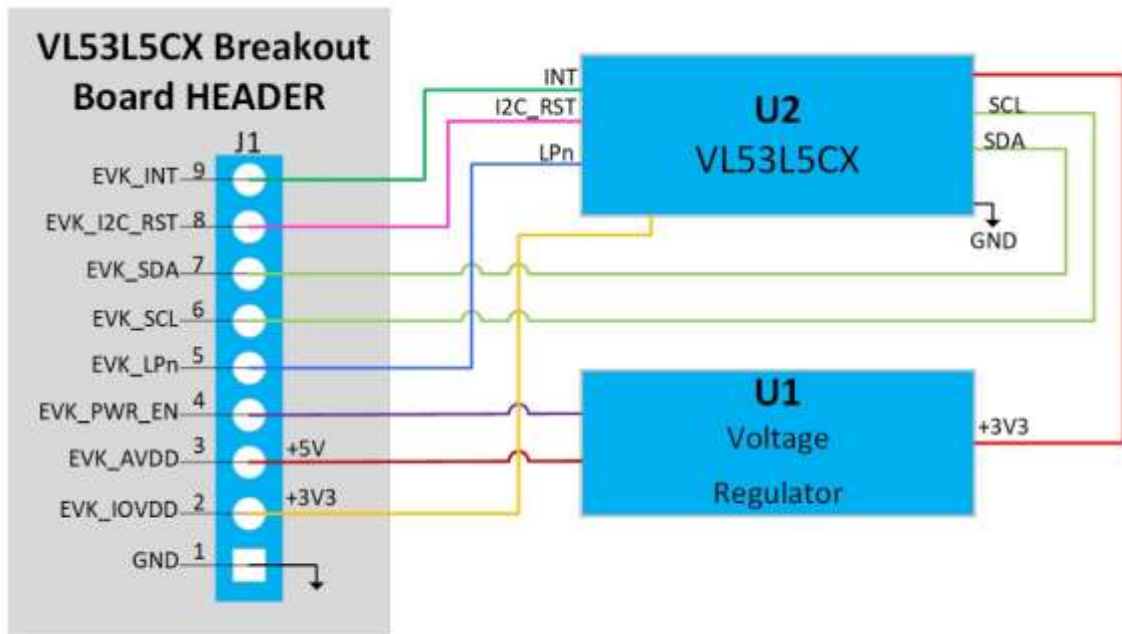 VL53L5CX Breakout
Board HEADER
J1
EVK_INT 9
EVK_I2C_RST 8
EVK_SDA 7
EVK_SCL 6
EVK_LPn 5
EVK_PWR_EN 4
EVK_AVDD 3 +5V
EVK_IOVDD 2 +3V3
GND 1
INT
I2C_RST
LPn
U2
VL53L5CX
SCL
SDA
GND
U1
Voltage
Regulator
+3V3